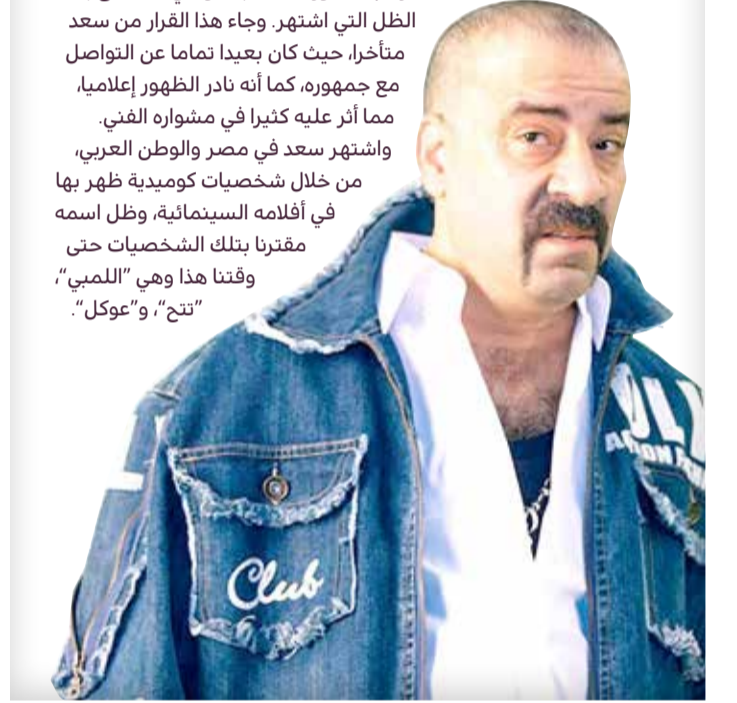 الظل التي اشتهر. وجاء هذا القرار من سعد
متأخرا، حيث كان بعيدا تماما عن التواصل
مع جمهوره، كما أنه نادر الظهور إعلاميا،
مما أثر عليه كثيرا في مشواره الفني.
واشتهر سعد في مصر والوطن العربي،
من خلال شخصيات كوميدية ظهر بها
في أفلامه السينمائية، وظل اسمه
مقترنا بتلك الشخصيات حتى
وقتنا هذا وهي ”اللمبي“،
”تتح“، و”عوكل“.
Club